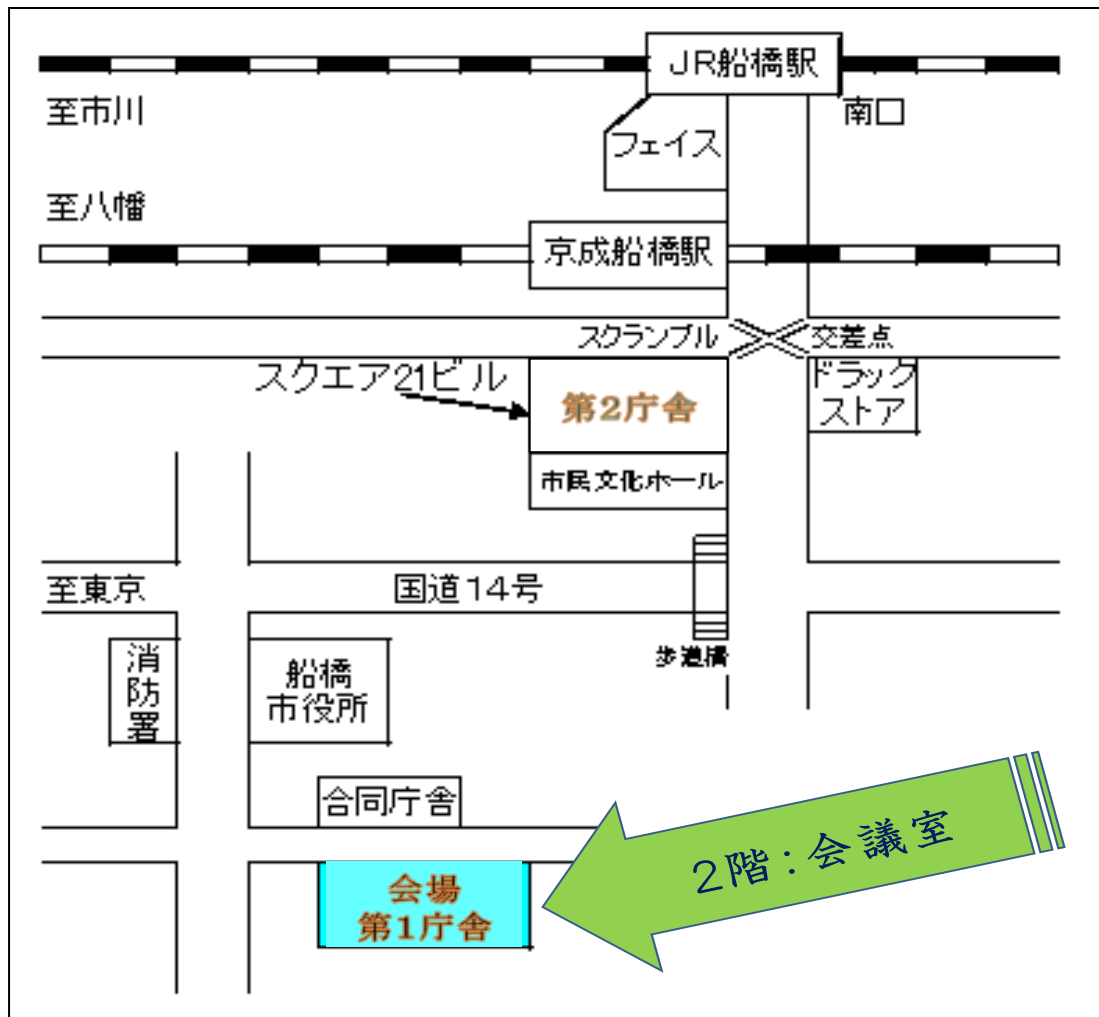 JR船橋駅
至市川
南口
フェイス
至八幡
京成船橋駅
スクランブル
交差点
スクエア21ビル
第2庁舎
ドラック
ストア
市民文化ホール
至東京
国道14号
歩道橋
消防署
船橋
市役所
合同庁舎
2階:会議室
会場
第1庁舎